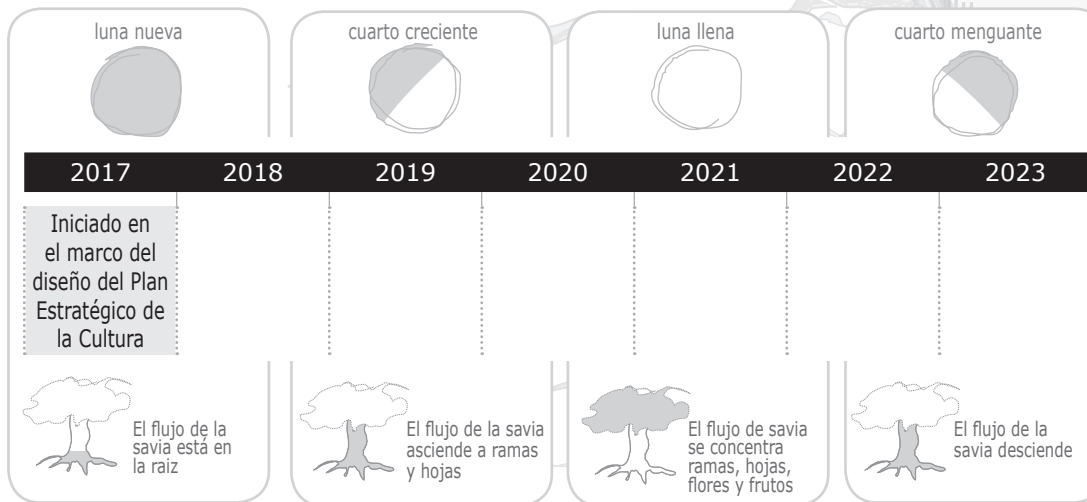 luna nueva
cuarto creciente
luna llena
cuarto menguante
2017 2018 2019 2020 2021 2022 2023
Iniciado en
el marco del
diseño del Plan
Estratégico de
la Cultura
El flujo de la
savia está en
la raiz
El flujo de la savia
asciende a ramas
y hojas
El flujo de savia
se concentra
ramas, hojas,
flores y frutos
El flujo de la
savia desciende